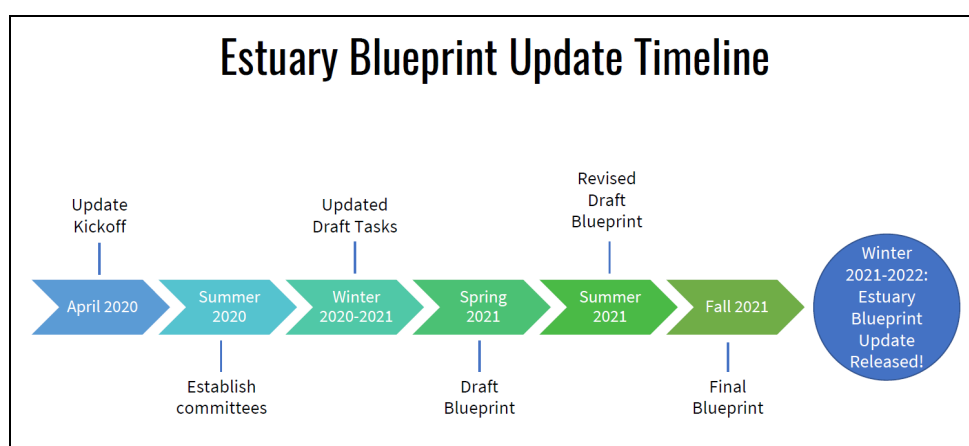 Estuary Blueprint Update Timeline
Update
Kickoff
Updated
Draft Tasks
Revised
Draft
Blueprint
April 2020
Summer
2020
Winter
2020-2021
Spring
2021
Summer
2021
Fall 2021
Winter
2021-2022:
Estuary
Blueprint
Update
Released!
Establish
committees
Draft
Blueprint
Final
Blueprint